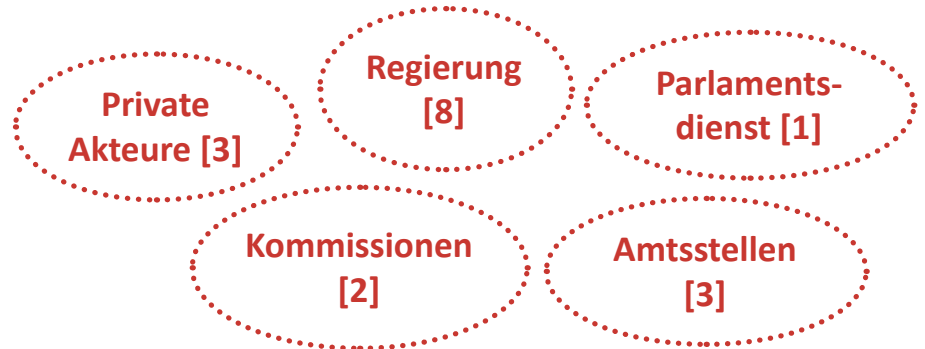 Private
Akteure [3]
Regierung
[8]
Parlaments-
dienst [1]
Kommissionen
[2]
Amtsstellen
[3]